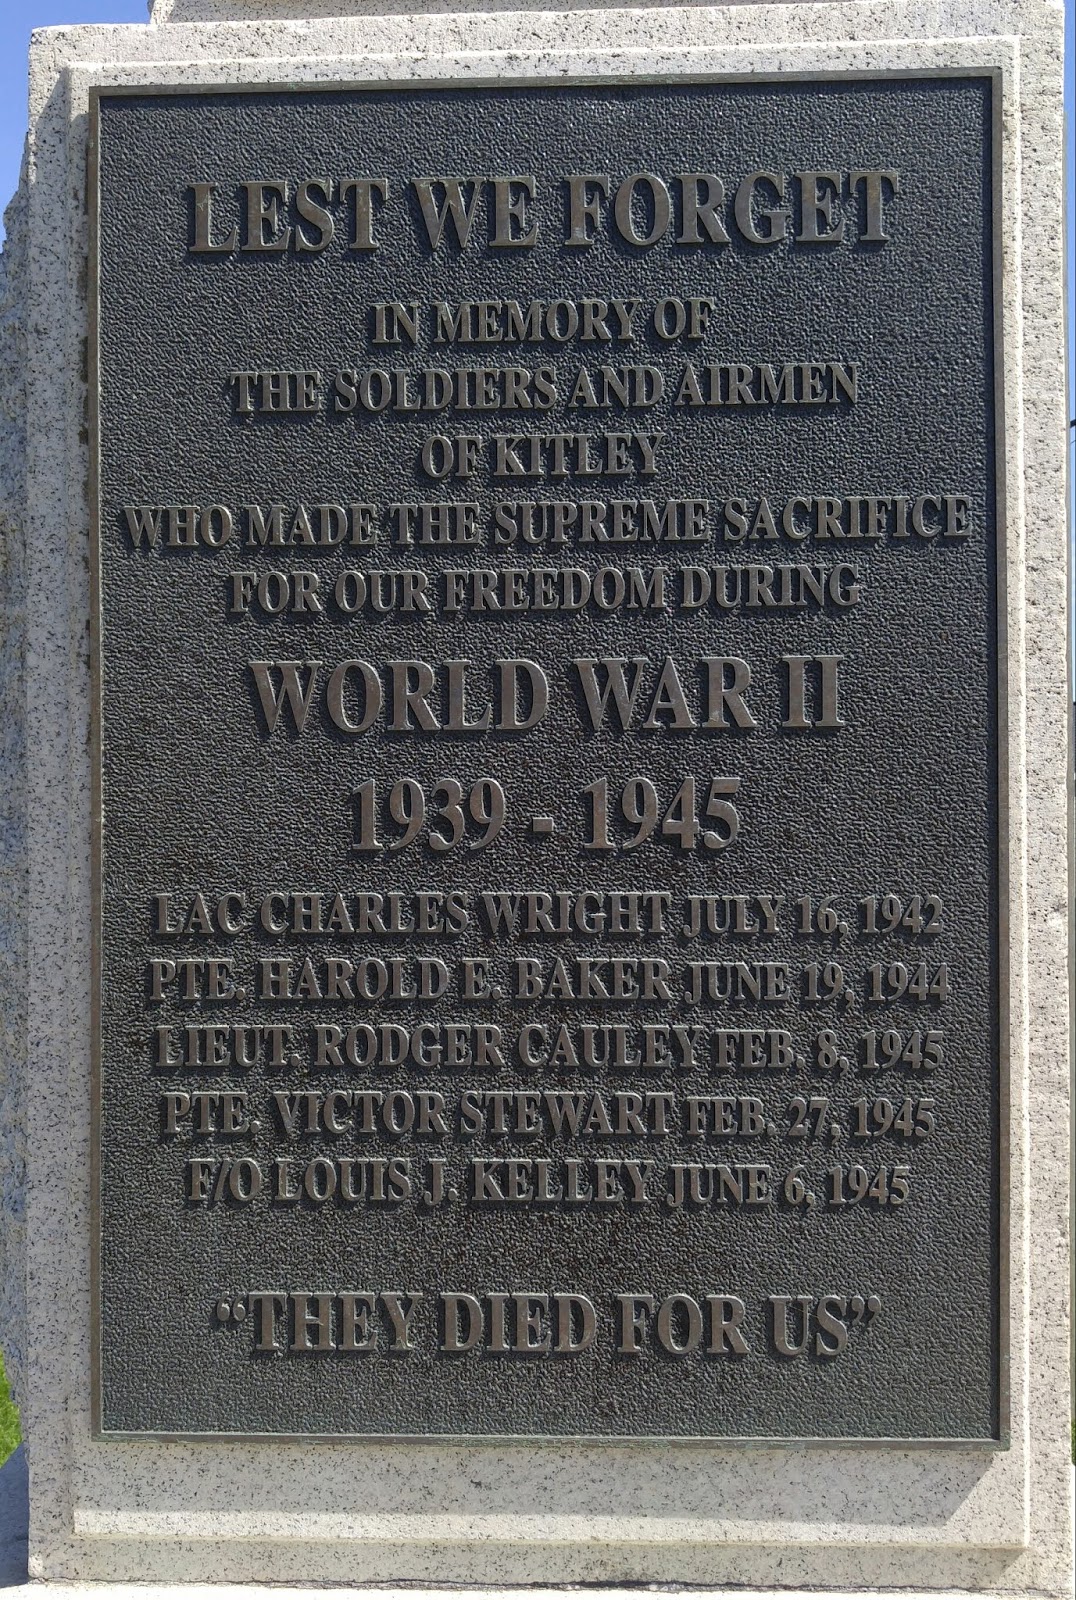 LEST WE FORGET
IN MEMORY OF
THE SOLDIERS AND AIRMEN
OF KITLEY
WHO MADE THE SUPREME SACRIFICE
FOR OUR FREEDOM DURING
WORLD WAR II
1939 - 1945
LAC CHARLES WRIGHT JULY 16, 1942
PTE. HAROLD E. BAKER JUNE 19, 1944
LIEUT. RODGER CAULEY FEB. 8, 1945
PTE. VICTOR STEWART FEB. 27, 1945
F/O LOUIS J. KELLEY JUNE 6, 1945
“THEY DIED FOR US”